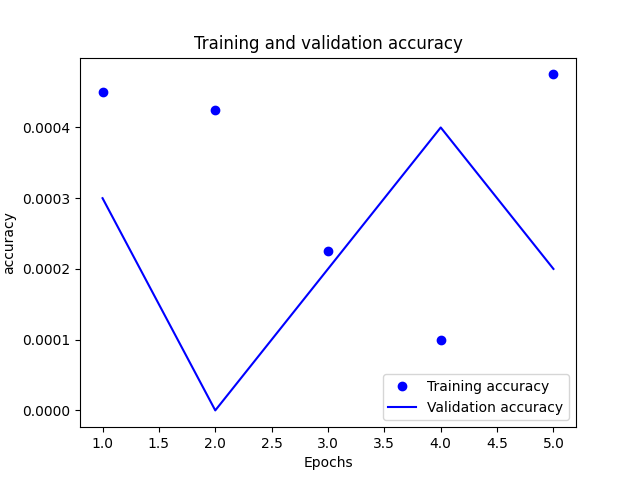 Training and validation accuracy
0.0004
0.0003
0.0002
0.0001
0.0000
accuracy
Training accuracy
Validation accuracy
1.0 1.5 2.0 2.5 3.0 3.5 4.0 4.5 5.0
Epochs